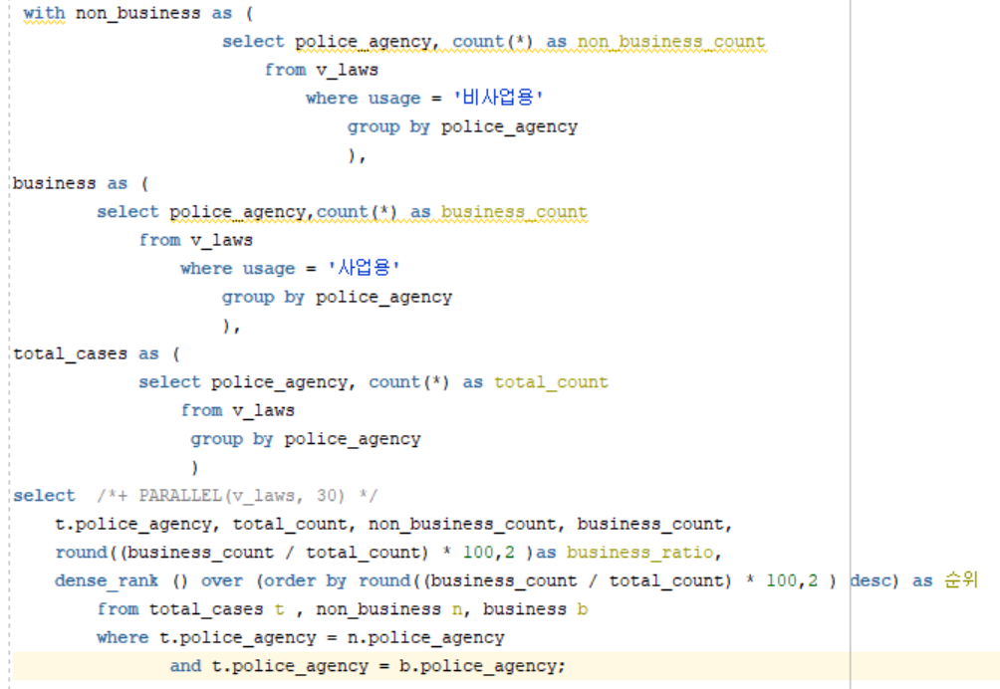 with non_business as (
select police_agency, count(*) as non_business_count
from v_laws
where usage = '비사업용'
group by police_agency
),
business as (
select police_agency,count(*) as business_count
from v_laws
where usage = '사업용'
group by police_agency
),
total_cases as (
select police_agency, count(*) as total_count
from v_laws
group by police_agency
)
select  /*+ PARALLEL(v_laws, 30) */
t.police_agency, total_count, non_business_count, business_count,
round((business_count / total_count) * 100,2 )as business_ratio,
dense_rank () over (order by round((business_count / total_count) * 100,2 ) desc) as 순위
from total_cases t , non_business n, business b
where t.police_agency = n.police_agency
and t.police_agency = b.police_agency;